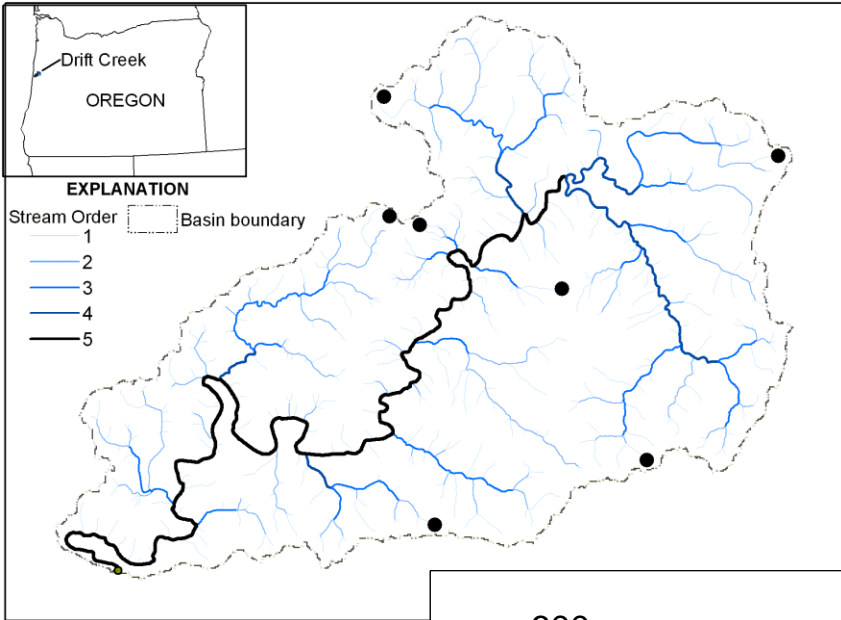 Drift Creek
OREGON
EXPLANATION
Stream Order
Basin boundary
1
2
3
4
5